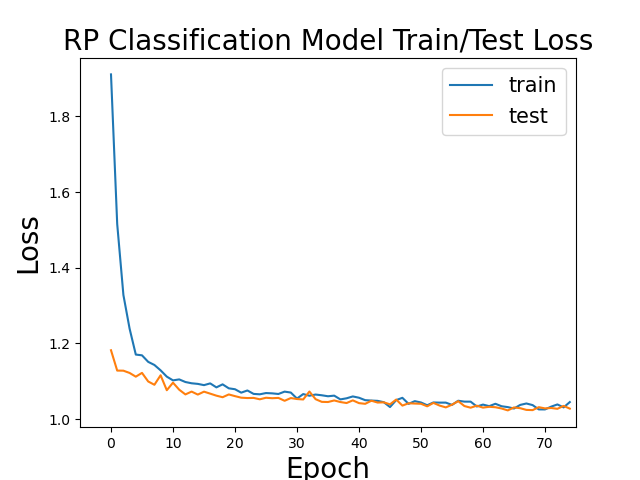 RP Classification Model Train/Test Loss
train
test
Loss
1.8
1.6
1.4
1.2
1.0
0 10 20 30 40 50 60 70
Epoch